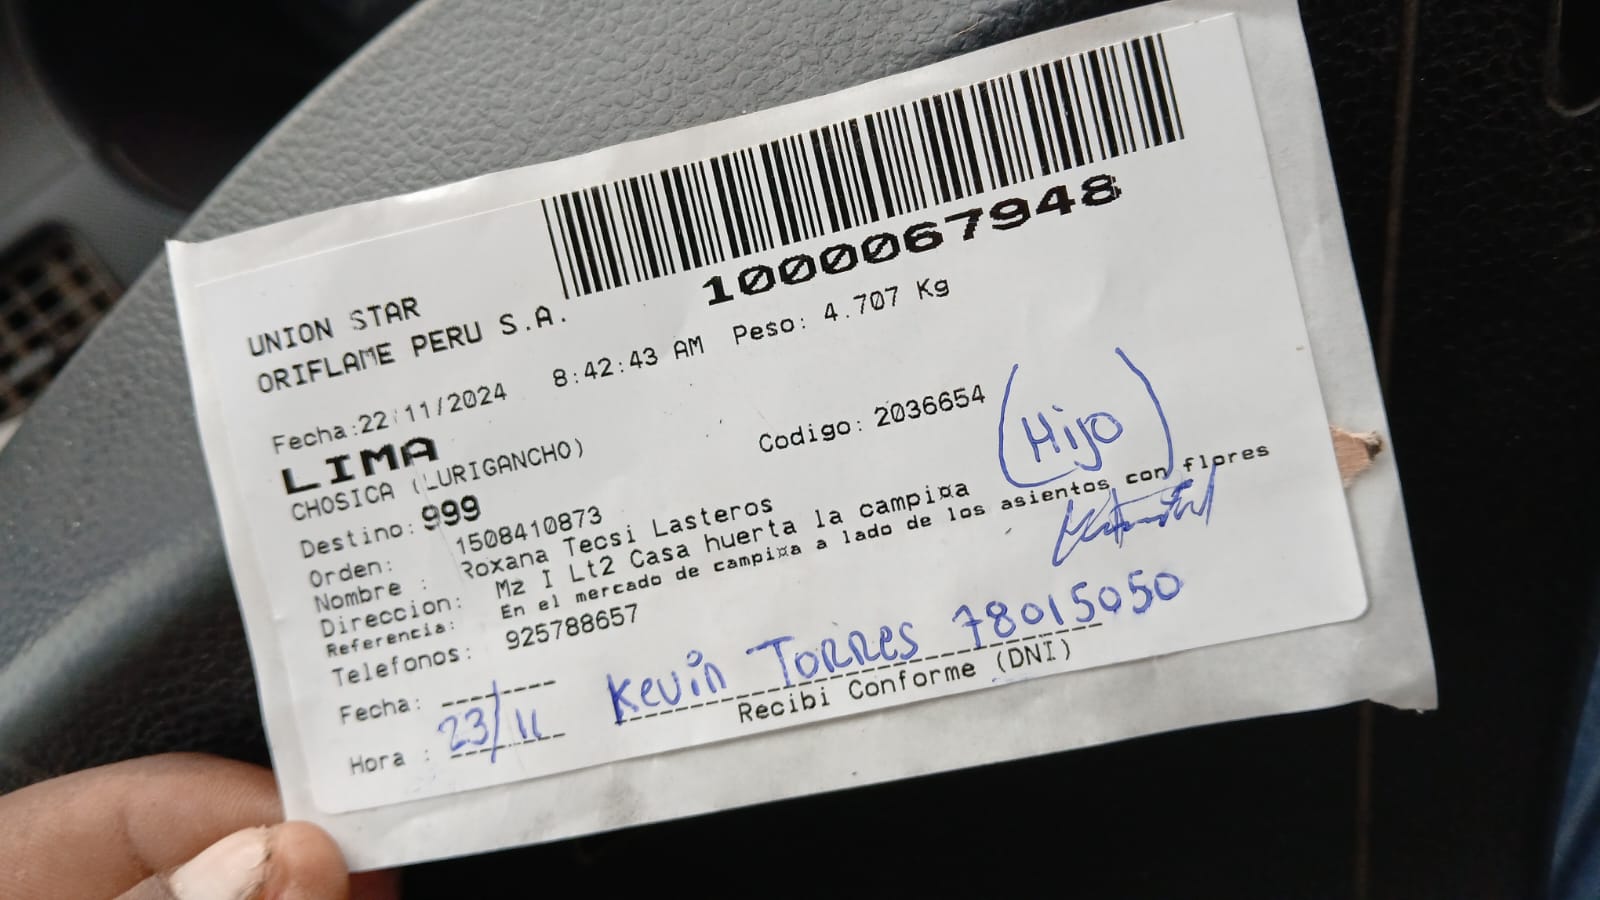 1000067948
UNION STAR
ORIFLAME PERU S.A.
Fecha:22/11/2024 8:42:43 AM Peso: 4.707 Kg
LIMA
CHOSICA (LURIGANCHO) Codigo: 2036654
(Hijo)
Destino: 999
Orden: 1508410873
Nombre : Roxana Tecsi Lasteros
Direccion: Mz I Lt2 Casa huerta la campi¤a
Referencia: En el mercado de campi¤a a lado de los asientos con flores
Telefonos: 925788657
Fecha: 23/11 Kevin Torres 78015050
Hora : Recibi Conforme (DNI)